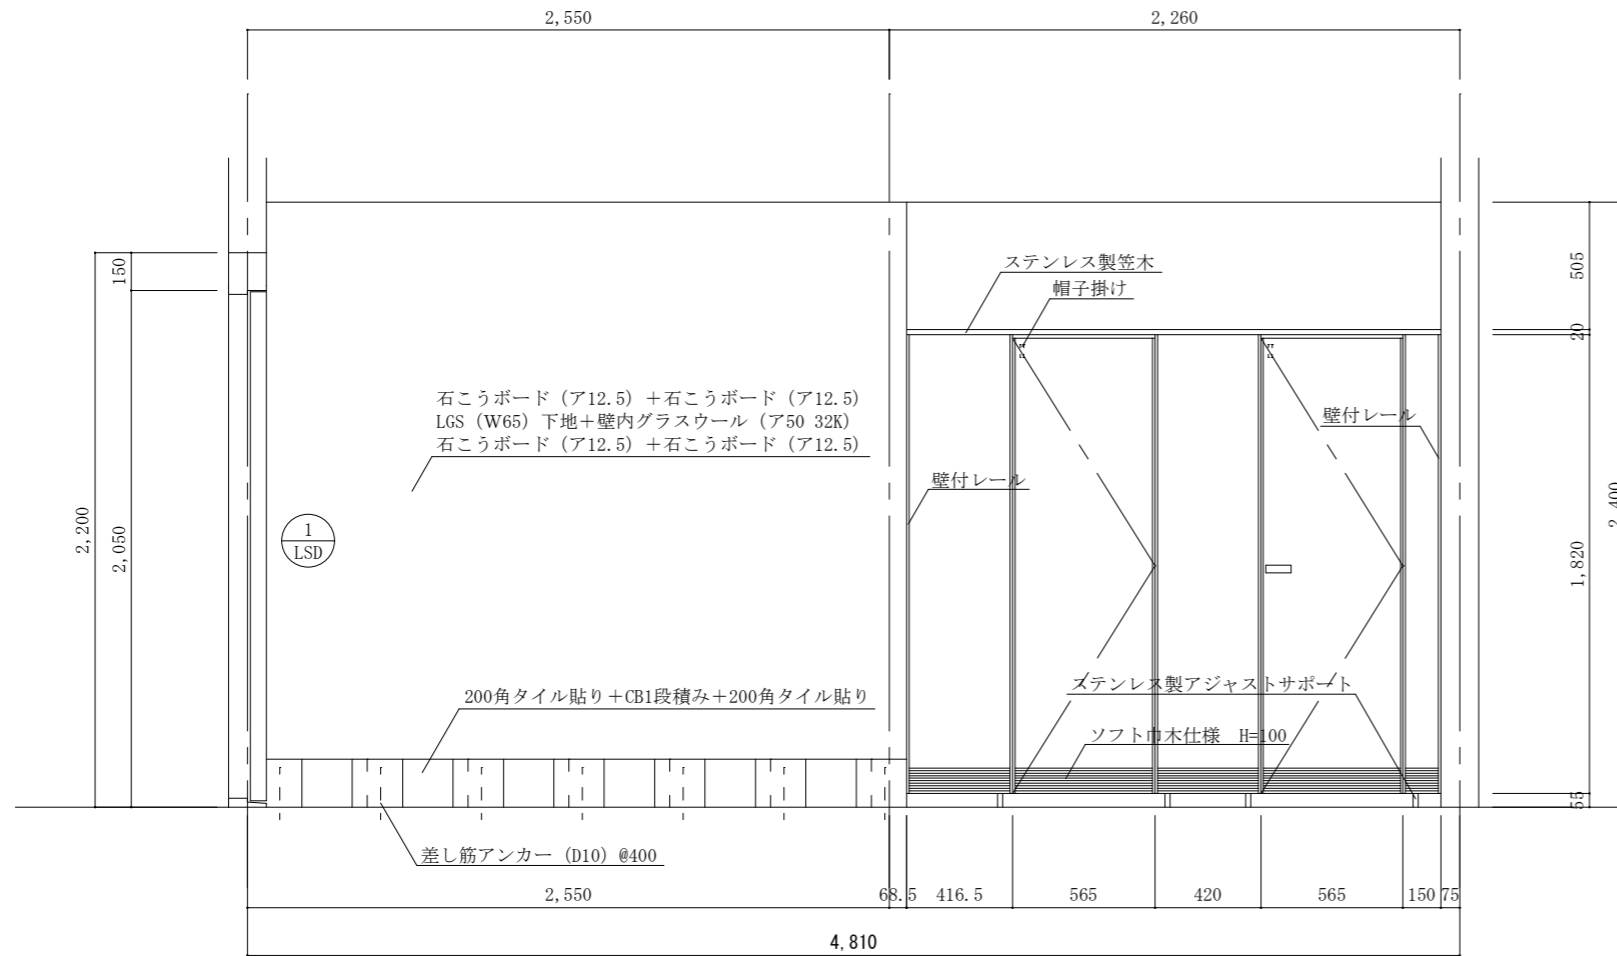 2,550
2,260
150
2,200
2,050
ステンレス製笠木
帽子掛け
石こうボード（ア12.5）＋石こうボード（ア12.5）
LGS（W65）下地＋壁内グラスウール（ア50 32K）
石こうボード（ア12.5）＋石こうボード（ア12.5）
壁付レール
壁付レール
1
LSD
200角タイル貼り＋CB1段積み＋200角タイル貼り
ステンレス製アジャストサポート
ソフト巾木仕様　H=100
差し筋アンカー（D10）@400
505
20
1,820
2,400
55
2,550
68.5
416.5
565
420
565
150
75
4,810